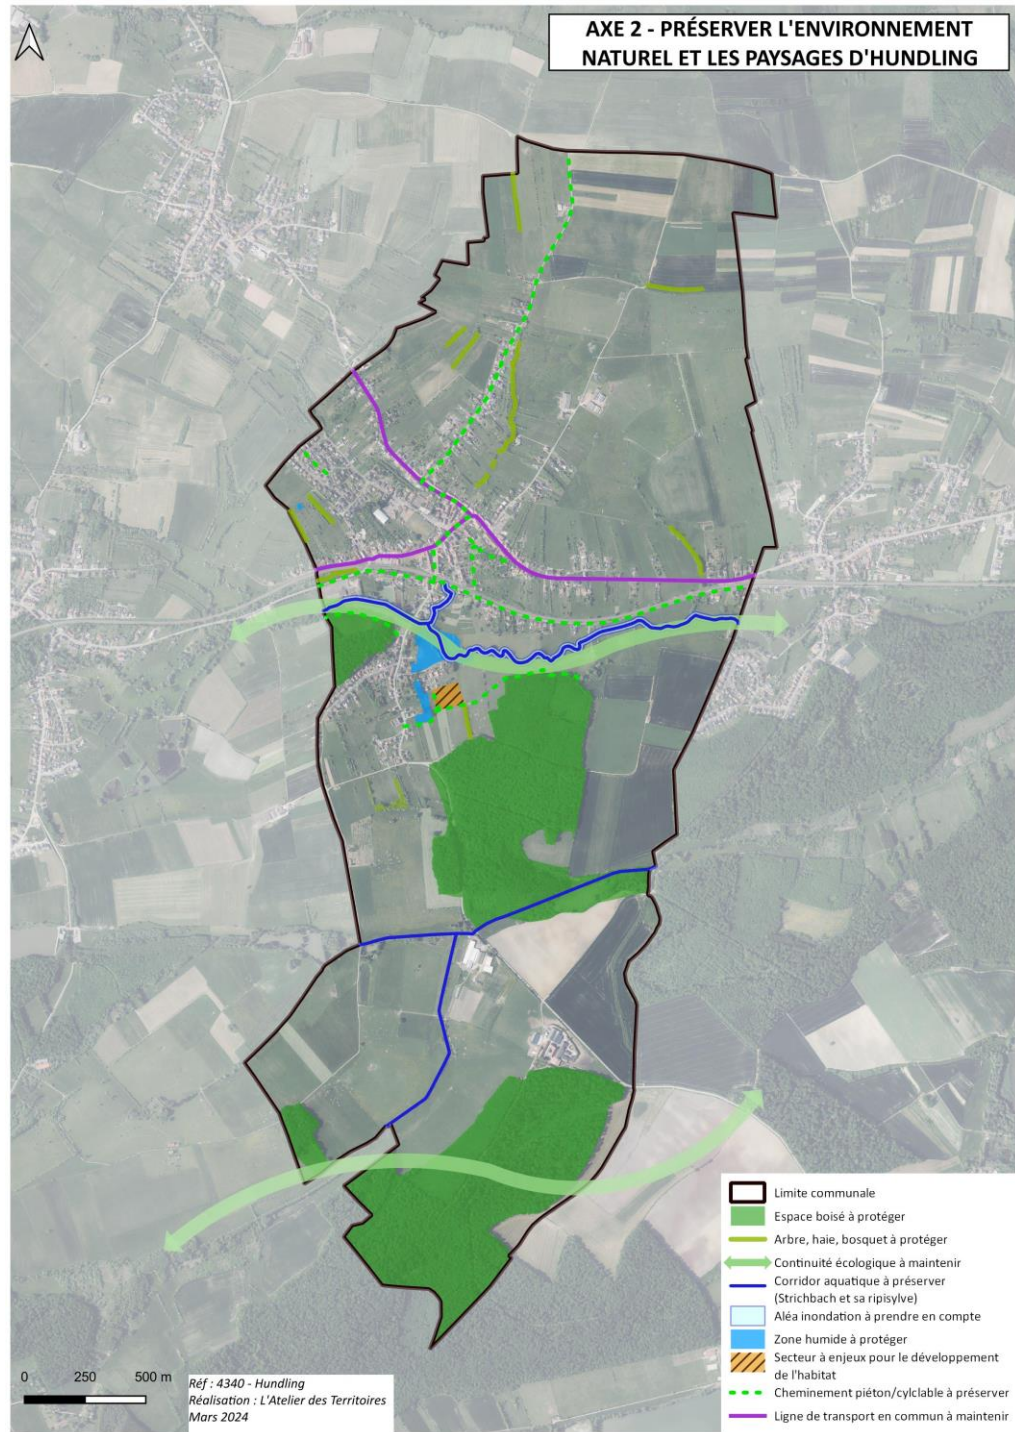 AXE 2 - PRÉSERVER L'ENVIRONNEMENT
NATUREL ET LES PAYSAGES D'HUNDLING
Limite communale
Espace boisé à protéger
Arbre, haie, bosquet à protéger
Continuité écologique à maintenir
Corridor aquatique à préserver
(Strichbach et sa ripisylve)
Aléa inondation à prendre en compte
Zone humide à protéger
Secteur à enjeux pour le développement
de l'habitat
Cheminement piéton/cylclable à préserver
Ligne de transport en commun à maintenir
0 250 500 m
Réf : 4340 - Hundling
Réalisation : L'Atelier des Territoires
Mars 2024